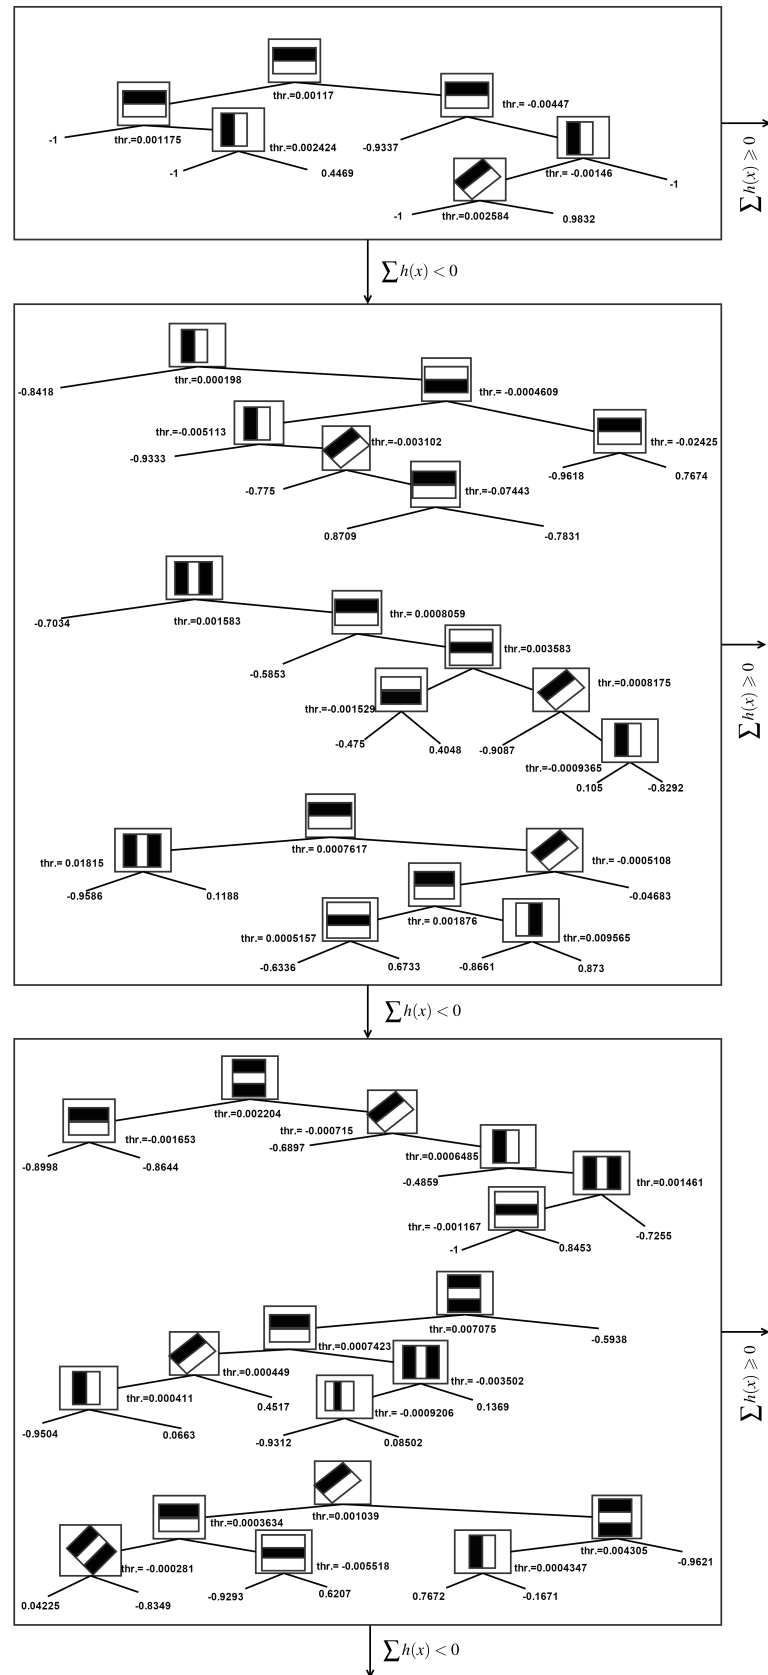 thr.=0.00117
thr.= -0.00447
-1
thr.=0.001175
thr.=0.002424
-0.9337
-1
0.4469
thr.= -0.00146
-1
-1
thr.=0.002584
0.9832
∑h(x) ⩾ 0
∑h(x) < 0
-0.8418
thr.=0.000198
thr.= -0.0004609
thr.=-0.005113
thr.=-0.003102
thr.= -0.02425
-0.9333
-0.775
thr.=-0.07443
-0.9618
0.7674
0.8709
-0.7831
-0.7034
thr.=0.001583
thr.= 0.0008059
-0.5853
thr.=0.003583
thr.=-0.001529
thr.=0.0008175
-0.475
0.4048
-0.9087
thr.=-0.0009365
0.105
-0.8292
∑h(x) ⩾ 0
thr.= 0.0007617
thr.= 0.01815
thr.= -0.0005108
-0.9586
0.1188
-0.04683
thr.= 0.001876
thr.= 0.0005157
thr.=0.009565
-0.6336
0.6733
-0.8661
0.873
∑h(x) < 0
thr.=0.002204
thr.=-0.001653
thr.= -0.000715
-0.8998
-0.8644
-0.6897
thr.=0.0006485
-0.4859
thr.=0.001461
thr.= -0.001167
-1
0.8453
-0.7255
thr.=0.007075
-0.5938
thr.=0.0007423
thr.=0.000449
thr.= -0.003502
thr.=0.000411
0.4517
thr.= -0.0009206
0.1369
-0.9504
0.0663
-0.9312
0.08502
∑h(x) ⩾ 0
thr.=0.001039
thr.=0.0003634
thr.=0.004305
thr.= -0.000281
thr.= -0.005518
thr.=0.0004347
-0.9621
0.04225
-0.8349
-0.9293
0.6207
0.7672
-0.1671
∑h(x) < 0